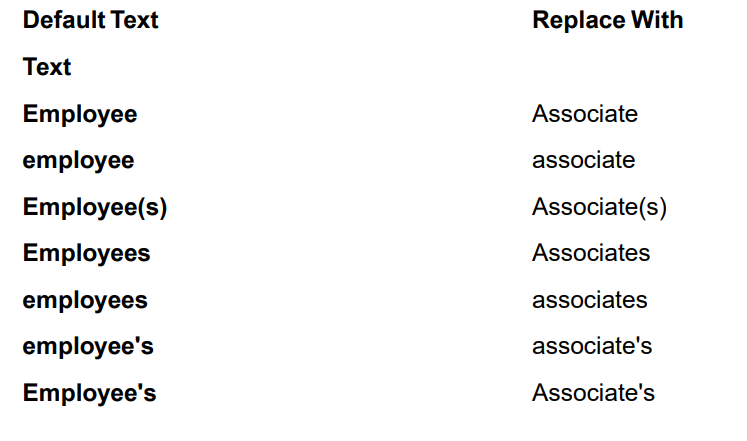 Default Text Replace With
Text
Employee Associate
employee associate
Employee(s) Associate(s)
Employees Associates
employees associates
employee's associate's
Employee's Associate's